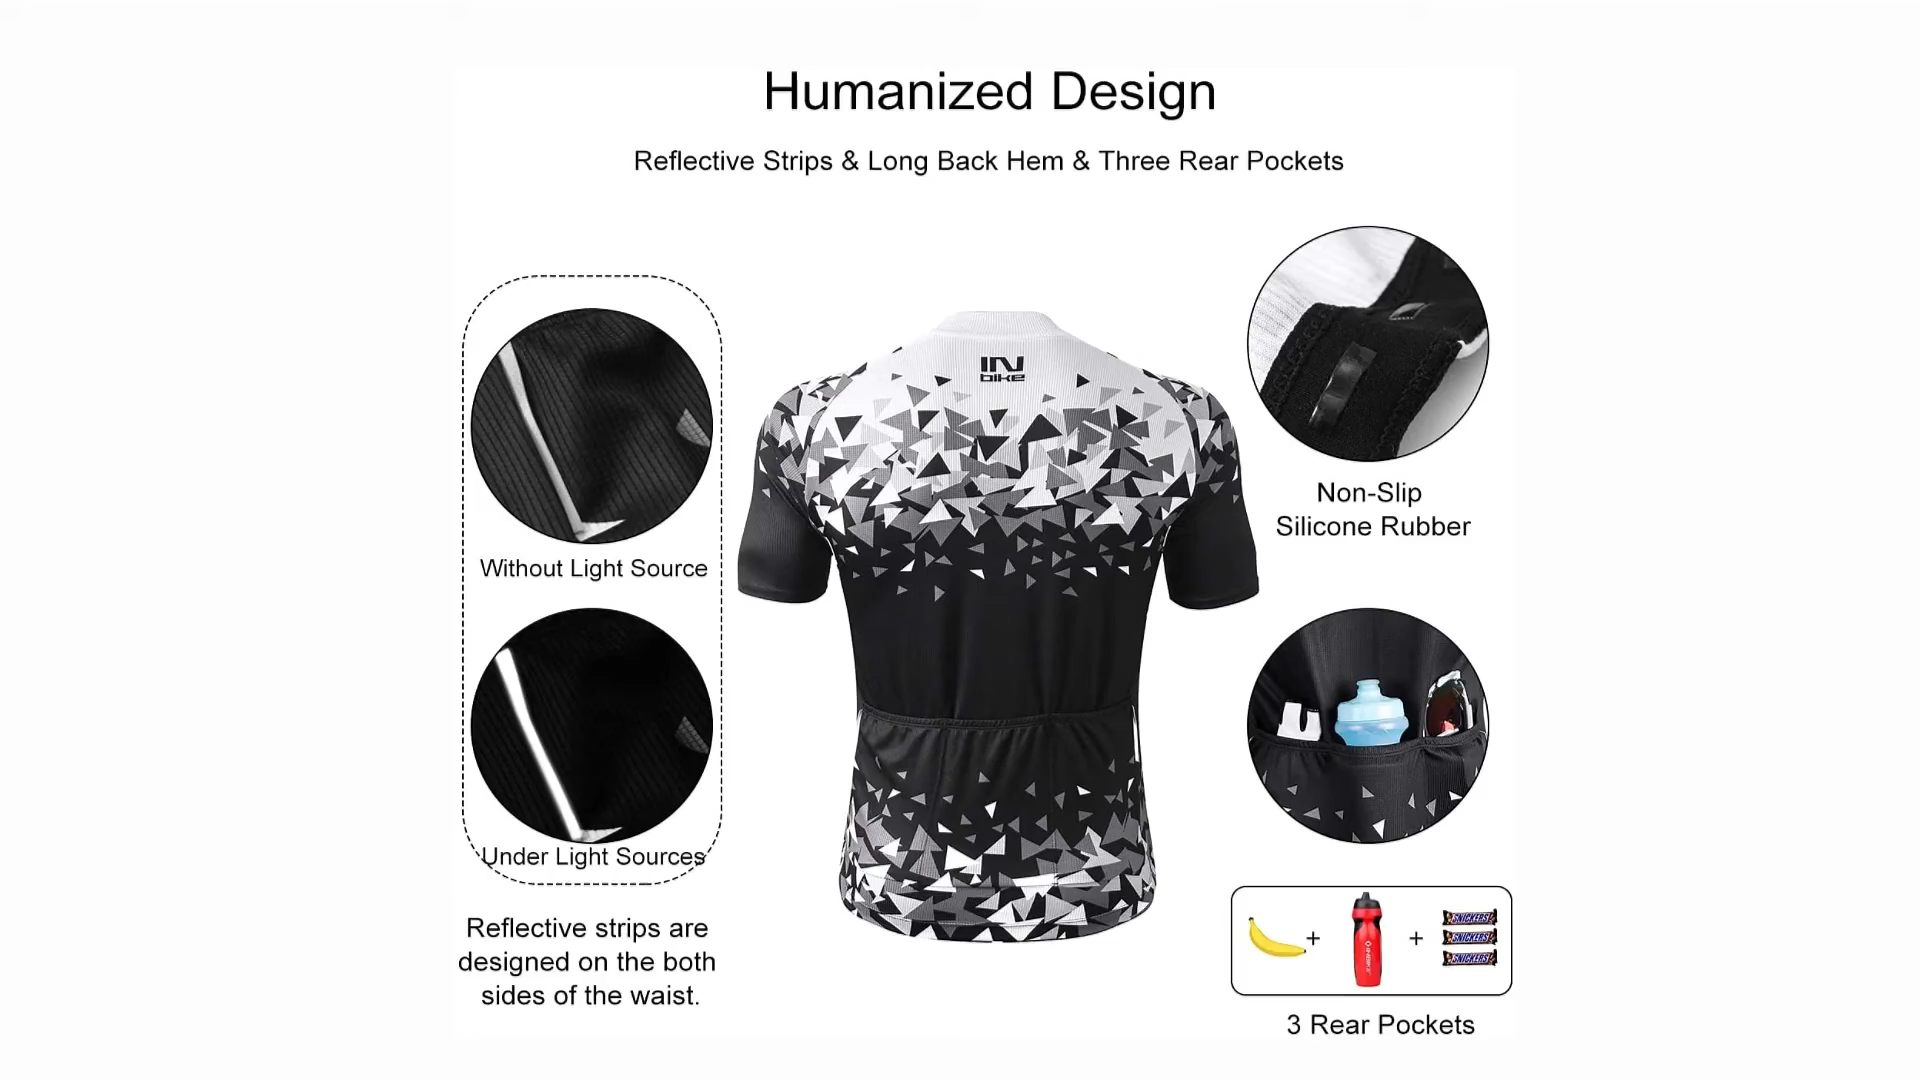 Humanized Design
Reflective Strips & Long Back Hem & Three Rear Pockets
IN
bike
Without Light Source
Under Light Sources
Reflective strips are
designed on the both
sides of the waist.
Non-Slip
Silicone Rubber
SNICKERS
SNICKERS
SNICKERS
3 Rear Pockets